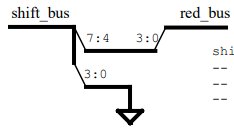 shift_bus red_bus
7:4 3:0
shi
--
3:0 --
--